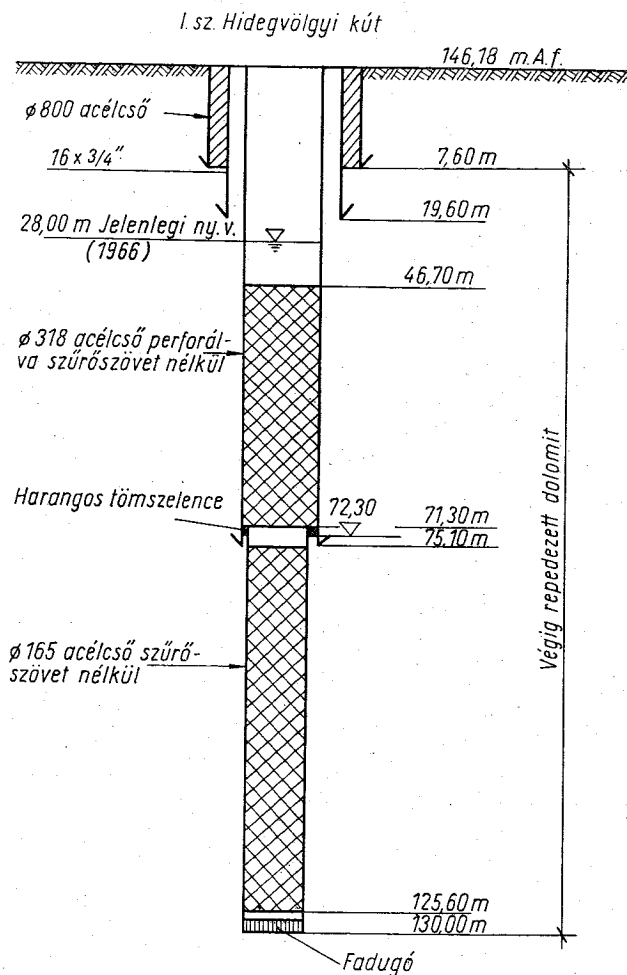 I. sz. Hidegvölgyi kút
146,18 m.A.f.
ø 800 acélcső
16 x 3/4"
7,60 m
19,60 m
28,00 m Jelenlegi ny. v.
(1966)
46,70 m
ø 318 acélcső perforál-
va szűrőszövet nélkül
Harangos tömszelence
72,30
71,30 m
75,10 m
Végig repedezett dolomit
ø 165 acélcső szűrő-
szövet nélkül
125,60 m
130,00 m
Fadugó